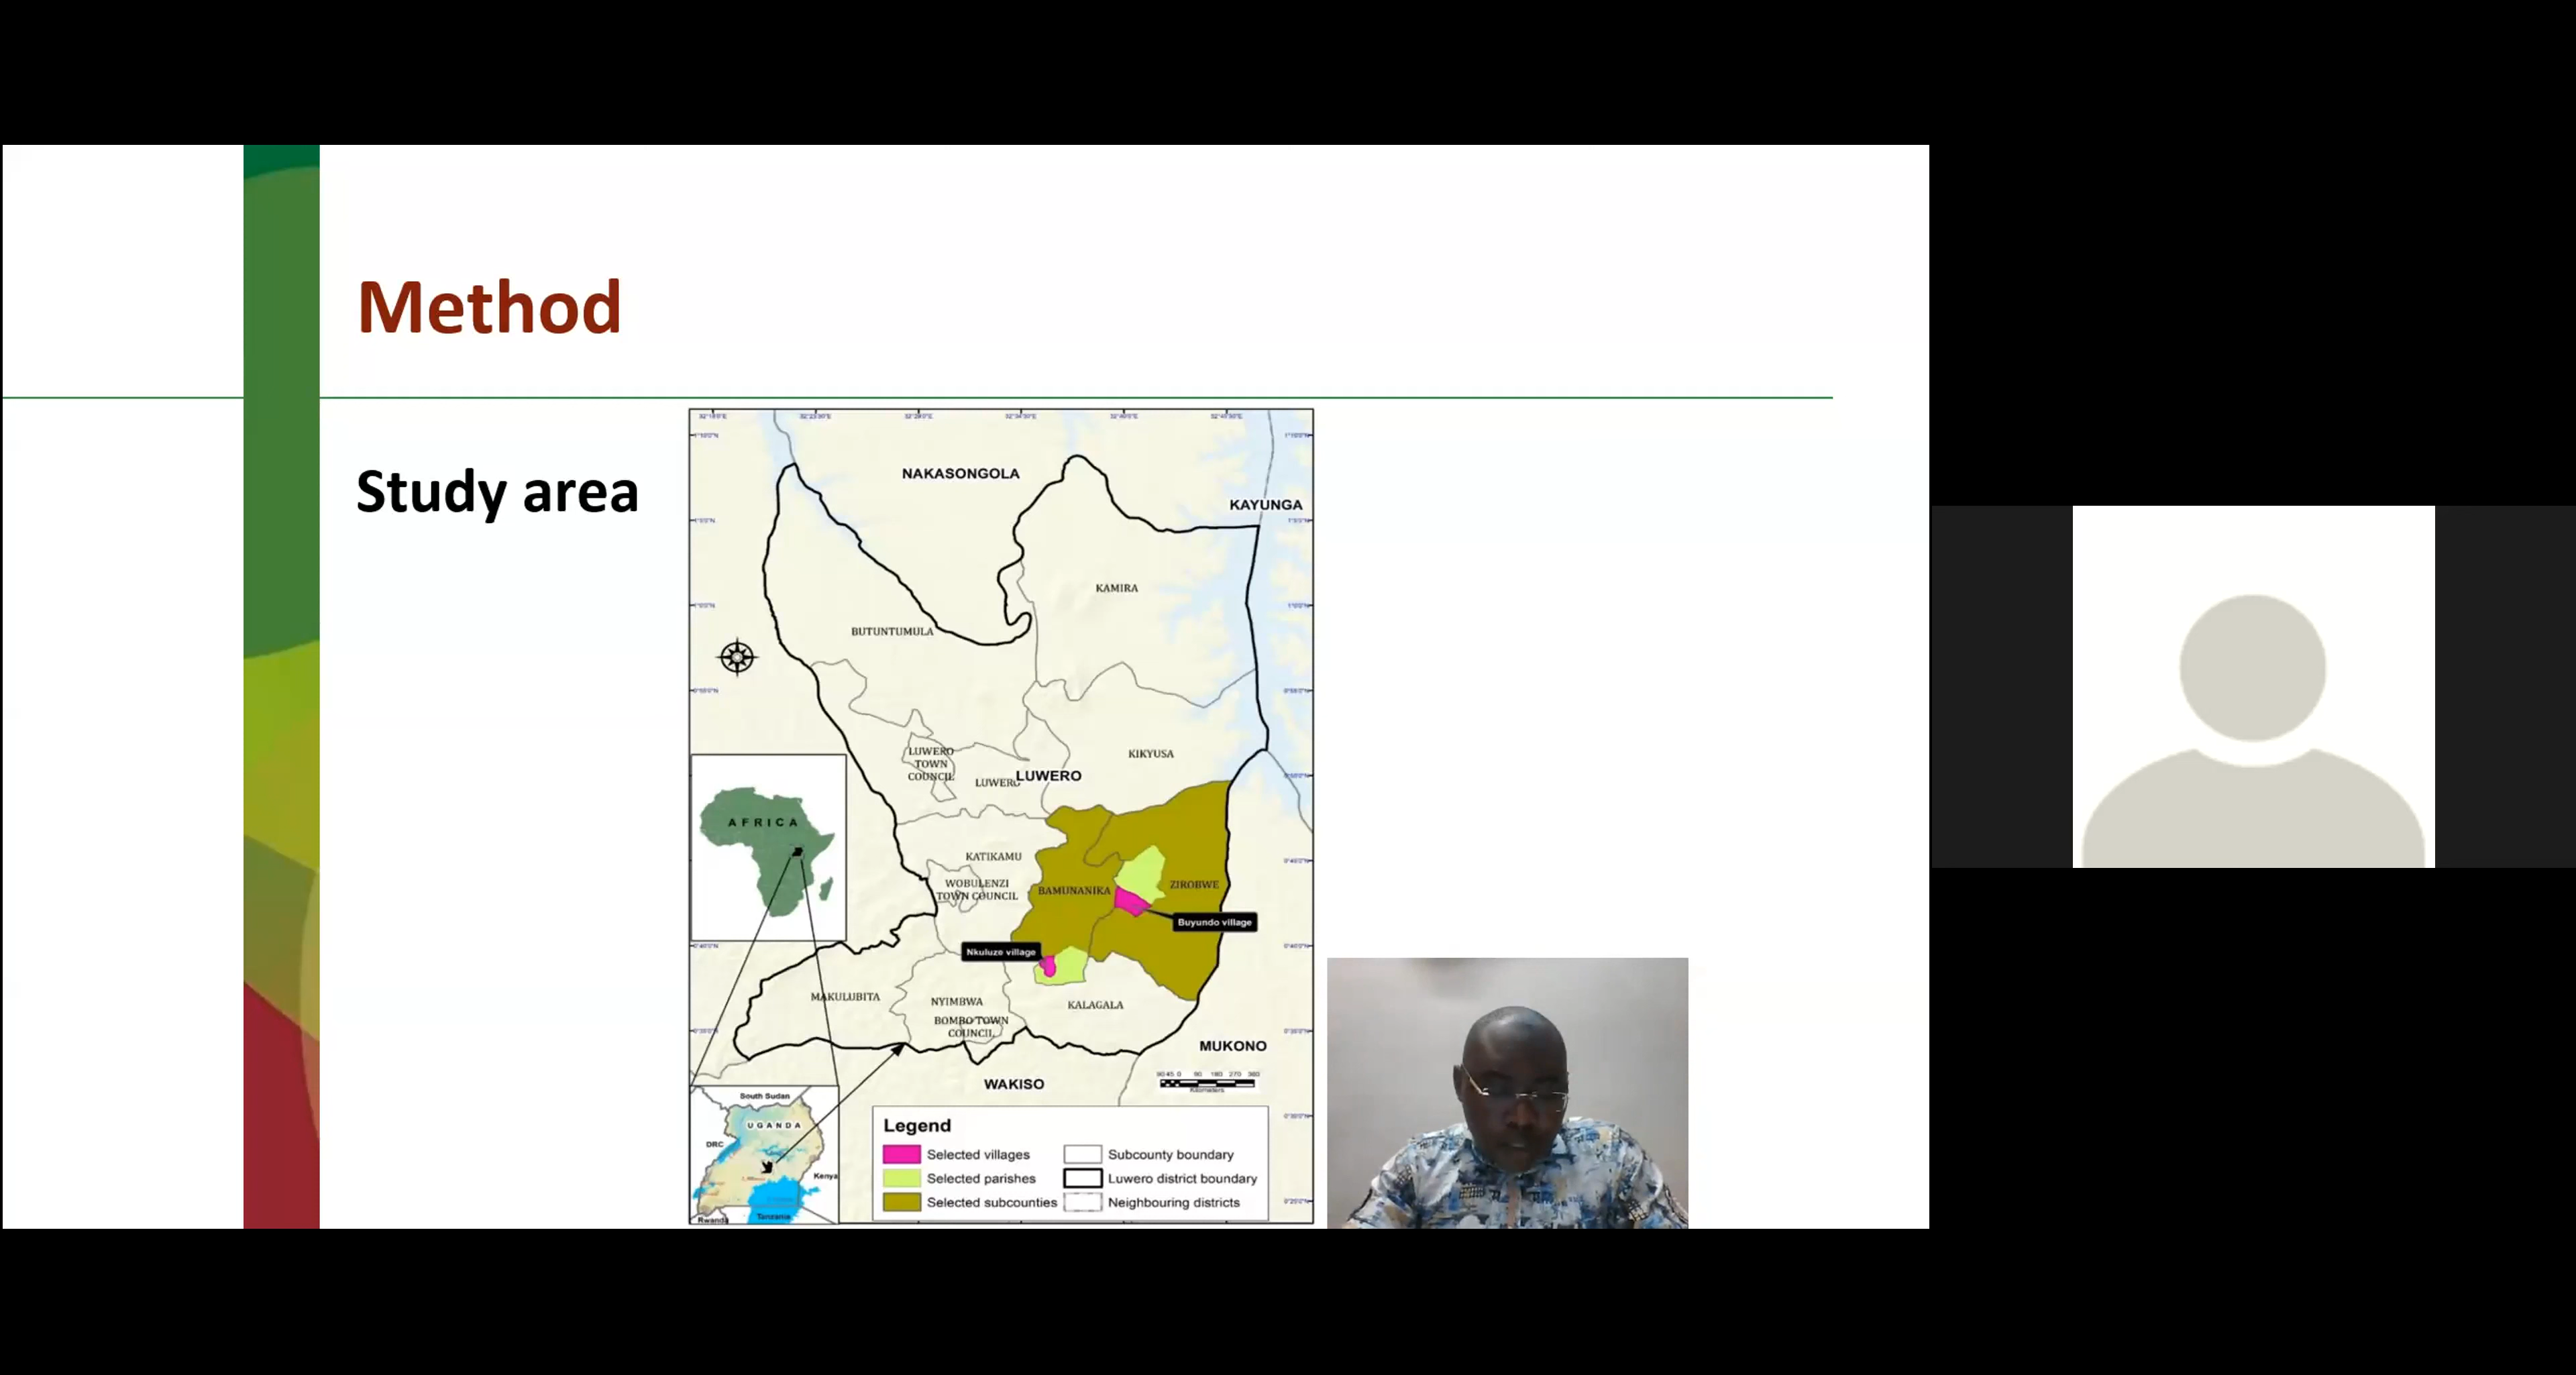 Method
Study area
NAKASONGOLA
KAYUNGA
KAMIRA
BUTUNTUMULA
LUWERO
TOWN
COUNCIL
LUWERO
LUWERO
KIKYUSA
AFRICA
KATIKAMU
WOBULENZI
TOWN COUNCIL
BAMUNANIKA
ZIROBWE
Buyundo village
Nkuluze village
MAKULUBITA
NYIMBWA
KALAGALA
BOMBO TOWN
COUNCIL
MUKONO
WAKISO
Kilometers
South Sudan
UGANDA
DRC
Kenya
Rwanda
Tanzania
Legend
Selected villages
Selected parishes
Selected subcounties
Subcounty boundary
Luwero district boundary
Neighbouring districts